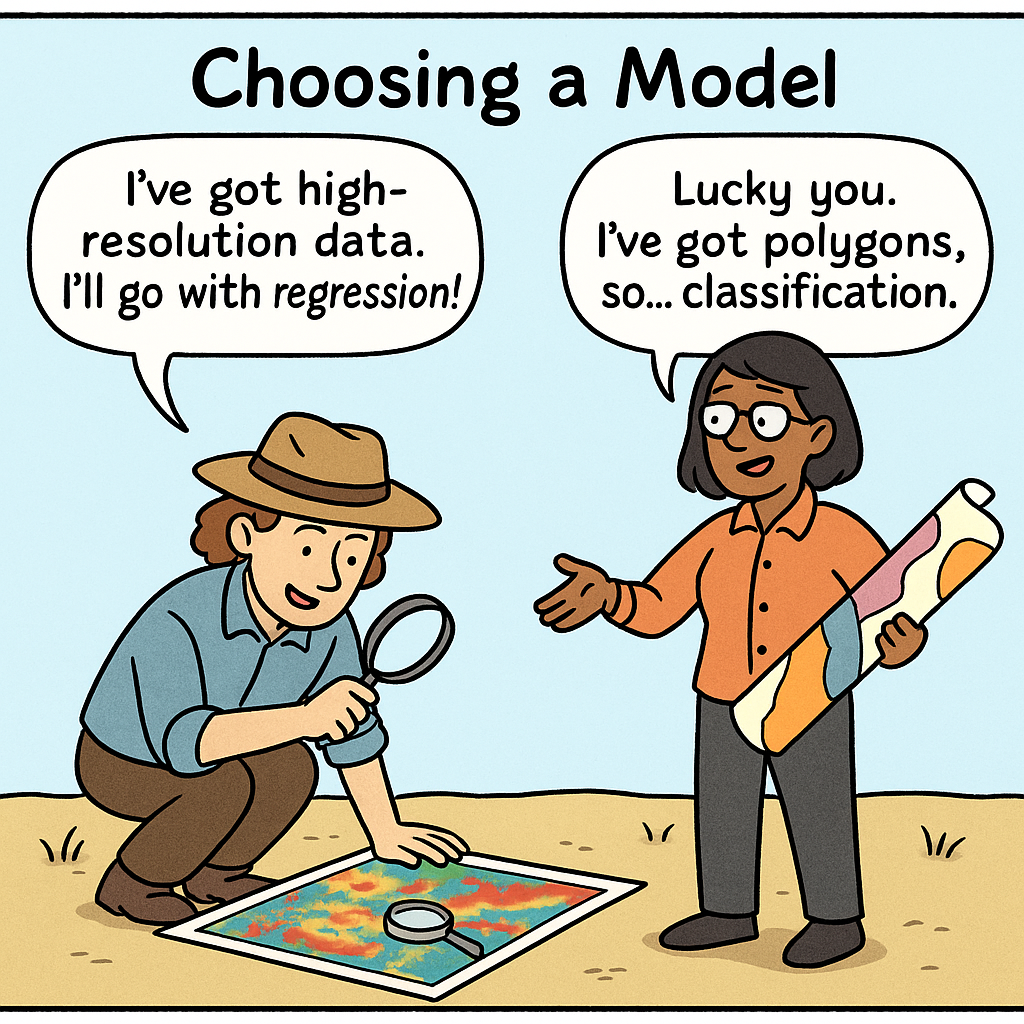 Choosing a Model
I've got high-
resolution data.
I'll go with regression!
Lucky you.
I've got polygons,
so... classification.